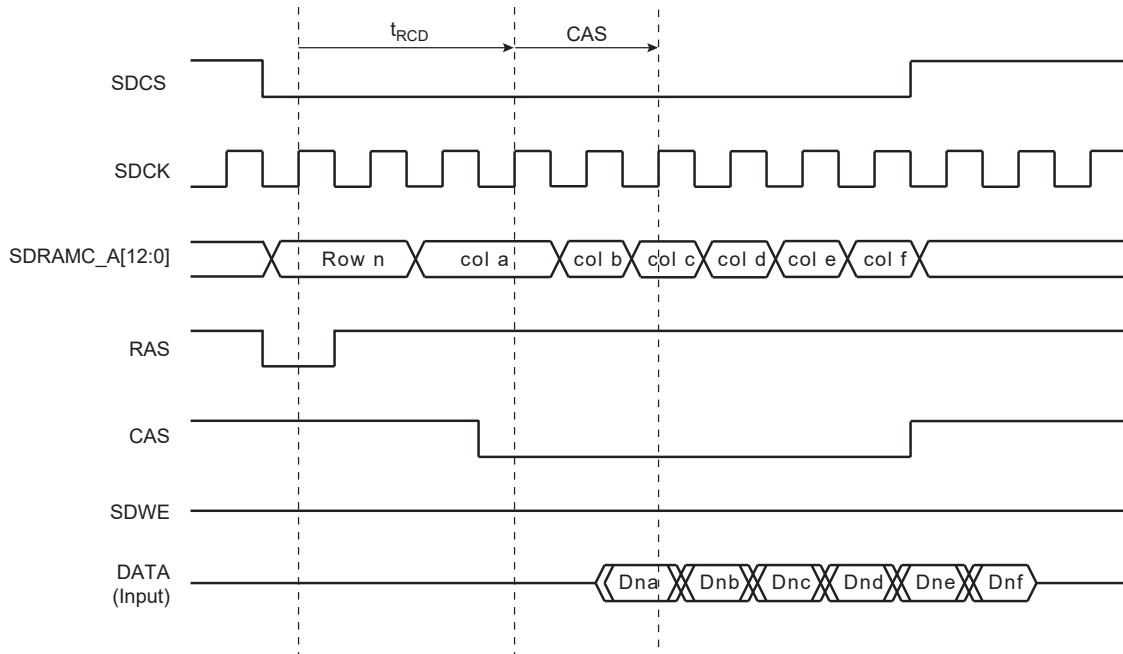 tRCD CAS
SDCS
SDCK
SDRAMC_A[12:0] Row n col a col b col c col d col e col f
RAS
CAS
SDWE
DATA
(Input) Dna Dnb Dnc Dnd Dne Dnf